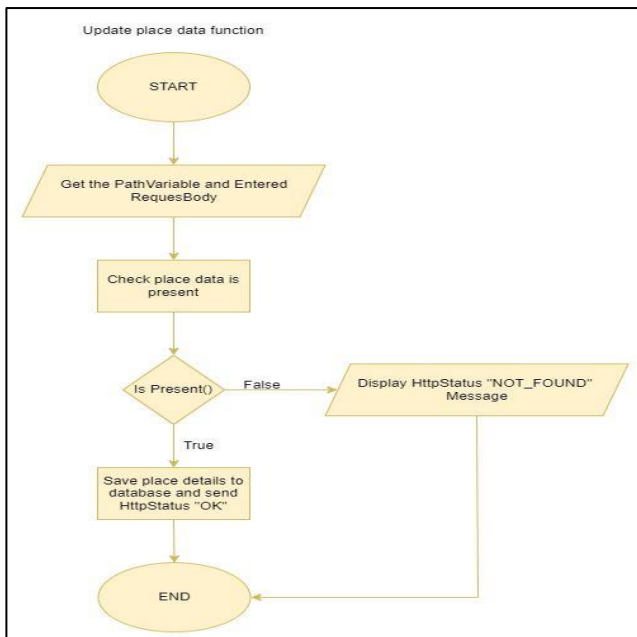 Update place data function
START
Get the PathVariable and Entered
RequesBody
Check place data is
present
Is Present()
False
Display HttpStatus "NOT_FOUND"
Message
True
Save place details to
database and send
HttpStatus "OK"
END